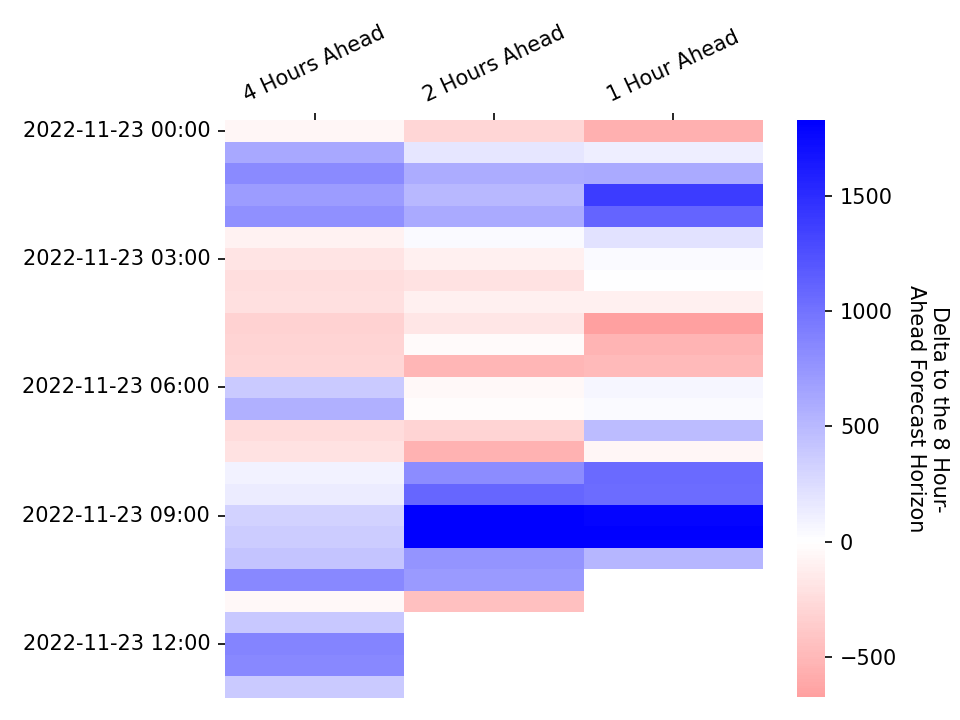 4 Hours Ahead
2 Hours Ahead
1 Hour Ahead
2022-11-23 00:00
2022-11-23 03:00
2022-11-23 06:00
2022-11-23 09:00
2022-11-23 12:00
1500
1000
500
0
−500
Delta to the 8 Hour-
Ahead Forecast Horizon